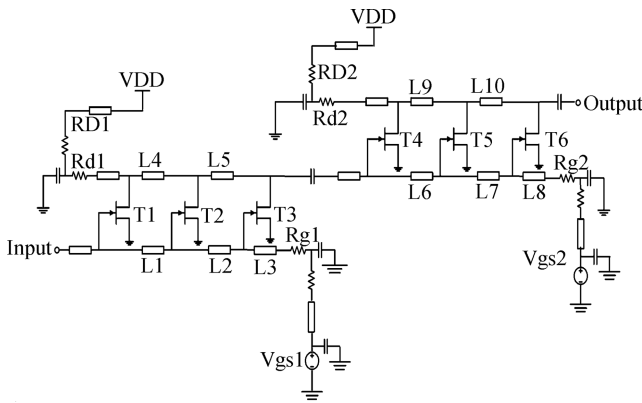 VDD
RD2
L9
L10
Output
VDD
RD1
Rd2
T4
T5
T6
Rd1
L4
L5
L6
L7
L8
Rg2
T1
T2
T3
Input
L1
L2
L3
Rg1
Vgs2
Vgs1